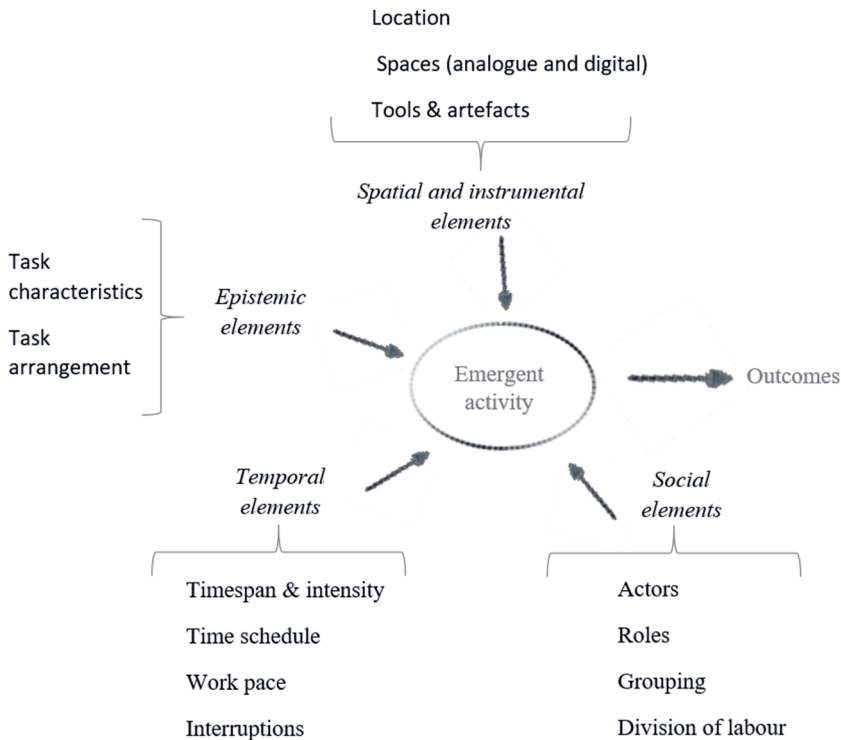 Location
Spaces (analogue and digital)
Tools & artefacts
Spatial and instrumental
elements
Task
characteristics
Task
arrangement
Epistemic
elements
Emergent
activity
Outcomes
Temporal
elements
Timespan & intensity
Time schedule
Work pace
Interruptions
Social
elements
Actors
Roles
Grouping
Division of labour